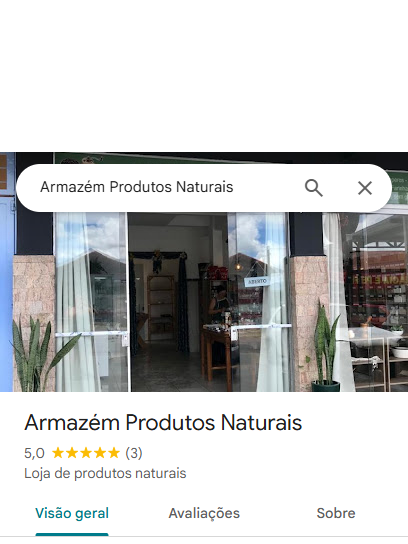 Armazém Produtos Naturais
ABERTO
Armazém Produtos Naturais
5,0 (3)
Loja de produtos naturais
Visão geral Avaliações Sobre